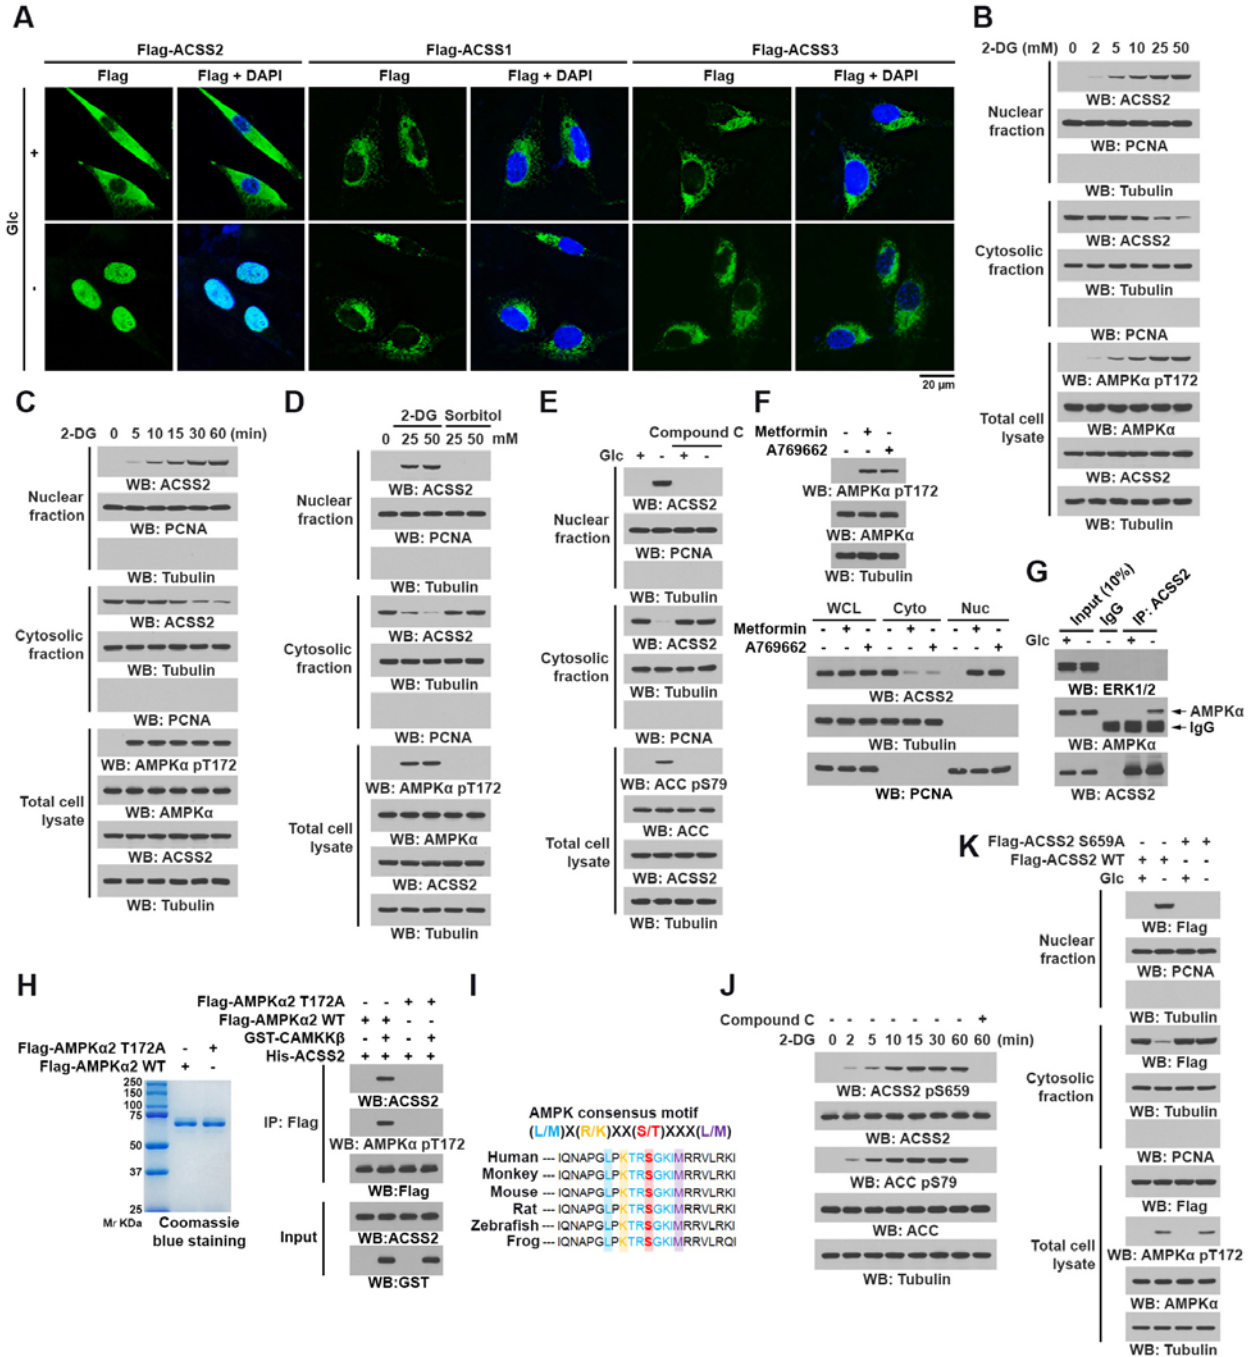 A
Flag-ACSS2 Flag-ACSS1 Flag-ACSS3
Flag Flag + DAPI Flag Flag + DAPI Flag Flag + DAPI
Glc
+
-
20 µm
B
2-DG (mM) 0 2 5 10 25 50
Nuclear fraction
WB: ACSS2
WB: PCNA
WB: Tubulin
Cytosolic fraction
WB: ACSS2
WB: Tubulin
WB: PCNA
Total cell lysate
WB: AMPKα pT172
WB: AMPKα
WB: ACSS2
WB: Tubulin
C
2-DG 0 5 10 15 30 60 (min)
Nuclear fraction
WB: ACSS2
WB: PCNA
WB: Tubulin
Cytosolic fraction
WB: ACSS2
WB: Tubulin
WB: PCNA
Total cell lysate
WB: AMPKα pT172
WB: AMPKα
WB: ACSS2
WB: Tubulin
D
2-DG Sorbitol
0 25 50 25 50 mM
Nuclear fraction
WB: ACSS2
WB: PCNA
WB: Tubulin
Cytosolic fraction
WB: ACSS2
WB: Tubulin
WB: PCNA
Total cell lysate
WB: AMPKα pT172
WB: AMPKα
WB: ACSS2
WB: Tubulin
E
Compound C
Glc + - + -
Nuclear fraction
WB: ACSS2
WB: PCNA
WB: Tubulin
Cytosolic fraction
WB: ACSS2
WB: Tubulin
WB: PCNA
Total cell lysate
WB: ACC pS79
WB: ACC
WB: ACSS2
WB: Tubulin
F
Metformin - + -
A769662 - - +
WB: AMPKα pT172
WB: AMPKα
WB: Tubulin
WCL Cyto Nuc
Metformin - + - - + - - + -
A769662 - - + - - + - - +
WB: ACSS2
WB: Tubulin
WB: PCNA
G
Input (10%) IgG IP: ACSS2
Glc + - - + -
WB: ERK1/2
AMPKα
IgG
WB: AMPKα
WB: ACSS2
H
Flag-AMPKα2 T172A - +
Flag-AMPKα2 WT + -
250
150
100
75
50
37
25
Mr KDa
Coomassie blue staining
Flag-AMPKα2 T172A - - + +
Flag-AMPKα2 WT + + - -
GST-CAMKKβ - + - +
His-ACSS2 + + + +
IP: Flag
WB:ACSS2
WB: AMPKα pT172
WB:Flag
Input
WB:ACSS2
WB:GST
I
AMPK consensus motif
(L/M)X(R/K)XX(S/T)XXX(L/M)
Human --- IQNAPGLPKTRSGKIMRRVLRKI
Monkey --- IQNAPGLPKTRSGKIMRRVLRKI
Mouse --- IQNAPGLPKTRSGKIMRRVLRKI
Rat --- IQNAPGLPKTRSGKIMRRVLRKI
Zebrafish --- IQNAPGLPKTRSGKIMRRVLRKI
Frog --- IQNAPGLPKTRSGKIMRRVLRQI
J
Compound C - - - - - - - +
2-DG 0 2 5 10 15 30 60 60 (min)
WB: ACSS2 pS659
WB: ACSS2
WB: ACC pS79
WB: ACC
WB: Tubulin
K
Flag-ACSS2 S659A - - + +
Flag-ACSS2 WT + + - -
Glc + - + -
Nuclear fraction
WB: Flag
WB: PCNA
WB: Tubulin
Cytosolic fraction
WB: Flag
WB: Tubulin
WB: PCNA
Total cell lysate
WB: Flag
WB: AMPKα pT172
WB: AMPKα
WB: Tubulin